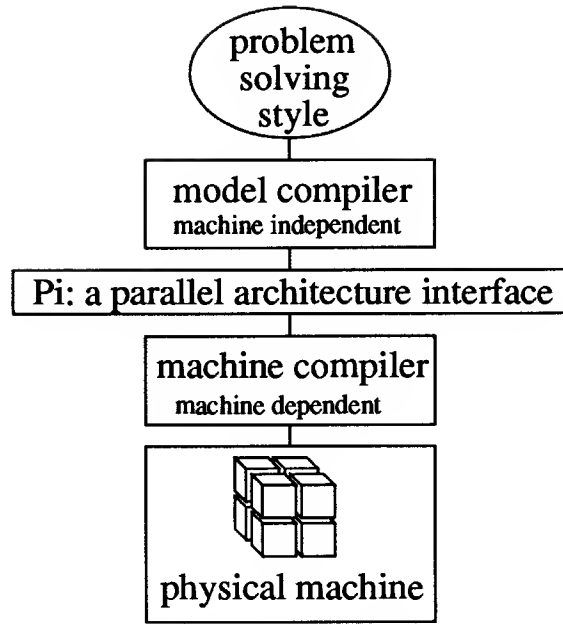 problem
solving
style
model compiler
machine independent
Pi: a parallel architecture interface
machine compiler
machine dependent
physical machine